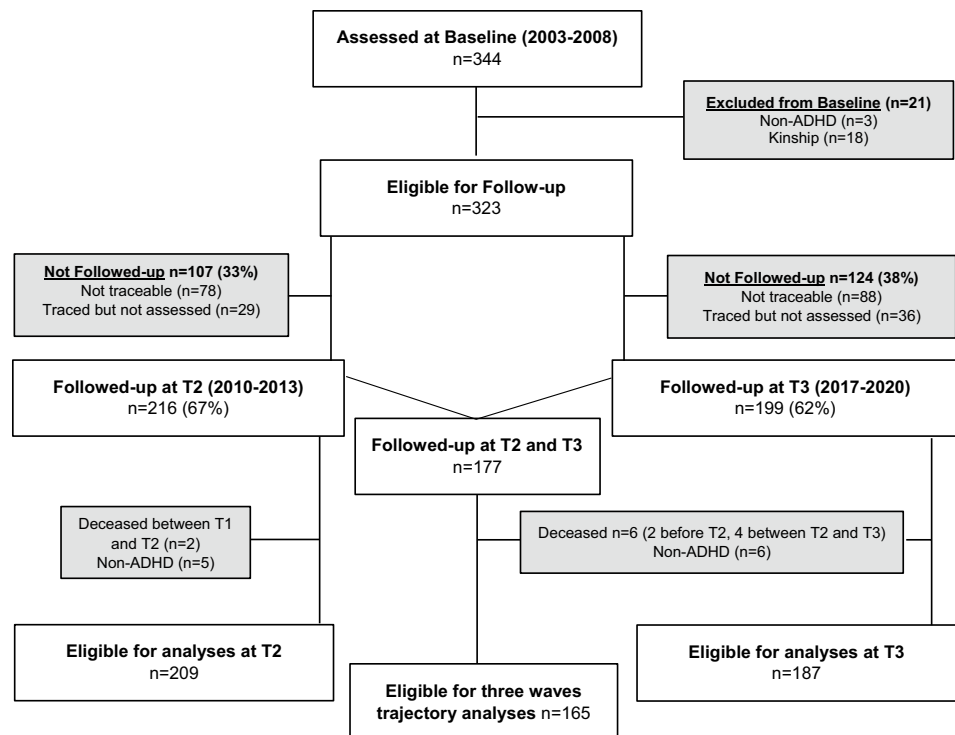 Assessed at Baseline (2003-2008)
n=344
Excluded from Baseline (n=21)
Non-ADHD (n=3)
Kinship (n=18)
Eligible for Follow-up
n=323
Not Followed-up n=107 (33%)
Not traceable (n=78)
Traced but not assessed (n=29)
Not Followed-up n=124 (38%)
Not traceable (n=88)
Traced but not assessed (n=36)
Followed-up at T2 (2010-2013)
n=216 (67%)
Followed-up at T3 (2017-2020)
n=199 (62%)
Followed-up at T2 and T3
n=177
Deceased between T1
and T2 (n=2)
Non-ADHD (n=5)
Deceased n=6 (2 before T2, 4 between T2 and T3)
Non-ADHD (n=6)
Eligible for analyses at T2
n=209
Eligible for three waves
trajectory analyses n=165
Eligible for analyses at T3
n=187